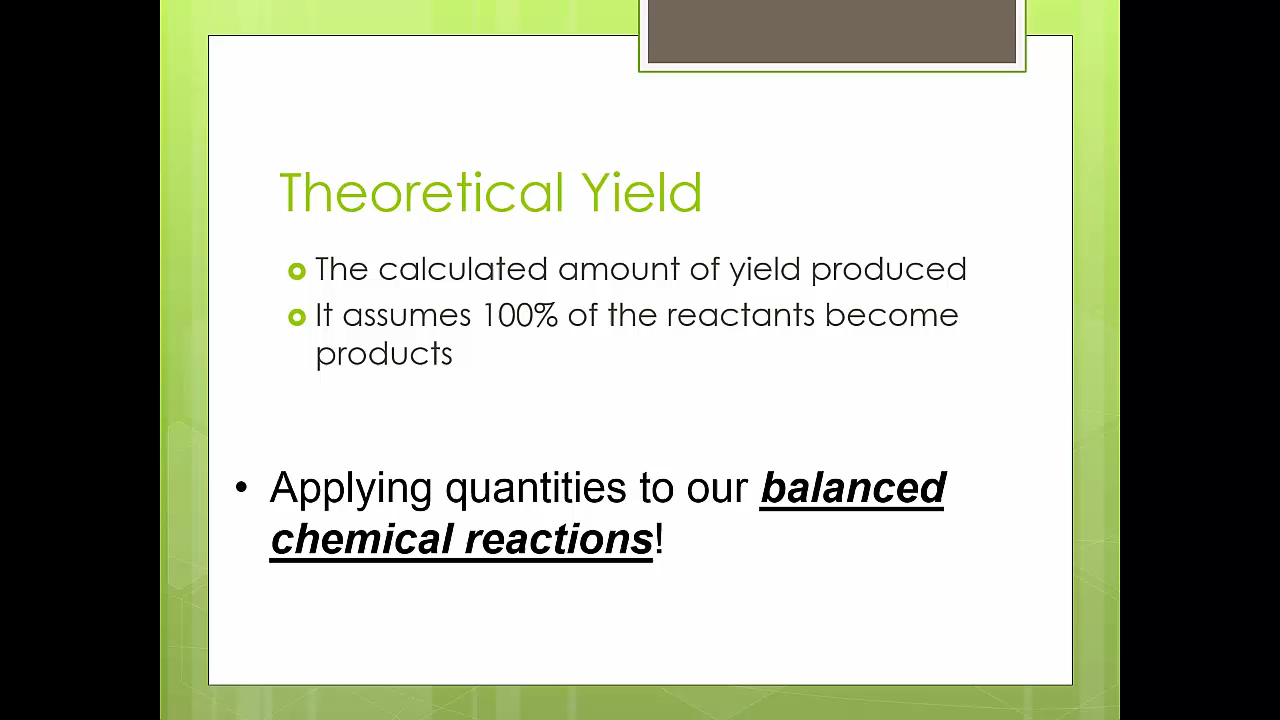 Theoretical Yield
The calculated amount of yield produced
It assumes 100% of the reactants become
products
• Applying quantities to our balanced
chemical reactions!